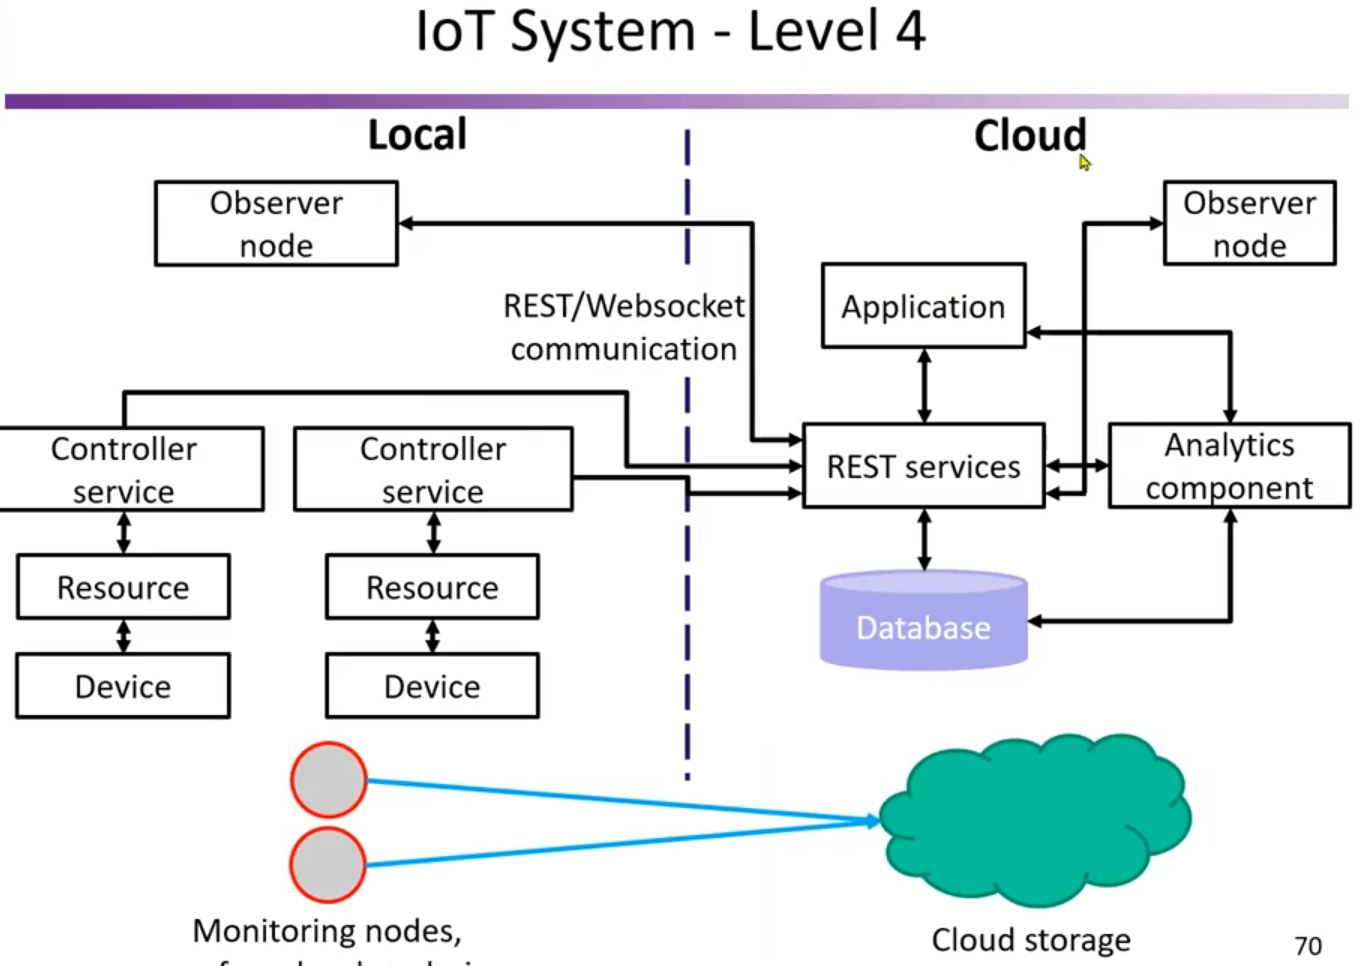 IoT System - Level 4
Local
Cloud
Observer
node
Observer
node
REST/Websocket
communication
Application
Controller
service
Controller
service
REST services
Analytics
component
Resource
Resource
Database
Device
Device
Monitoring nodes,
Cloud storage
70